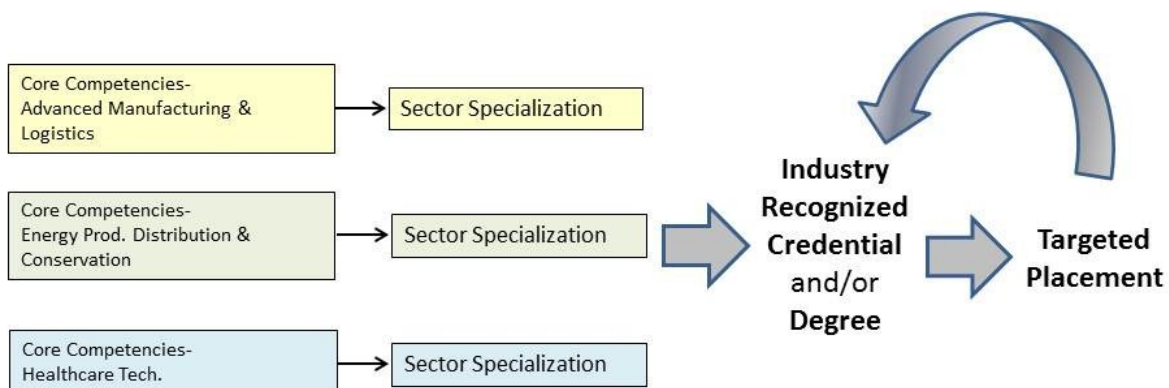 Core Competencies-
Advanced Manufacturing &
Logistics
Sector Specialization
Core Competencies-
Energy Prod. Distribution &
Conservation
Sector Specialization
Core Competencies-
Healthcare Tech.
Sector Specialization
Industry
Recognized
Credential
and/or
Degree
Targeted
Placement